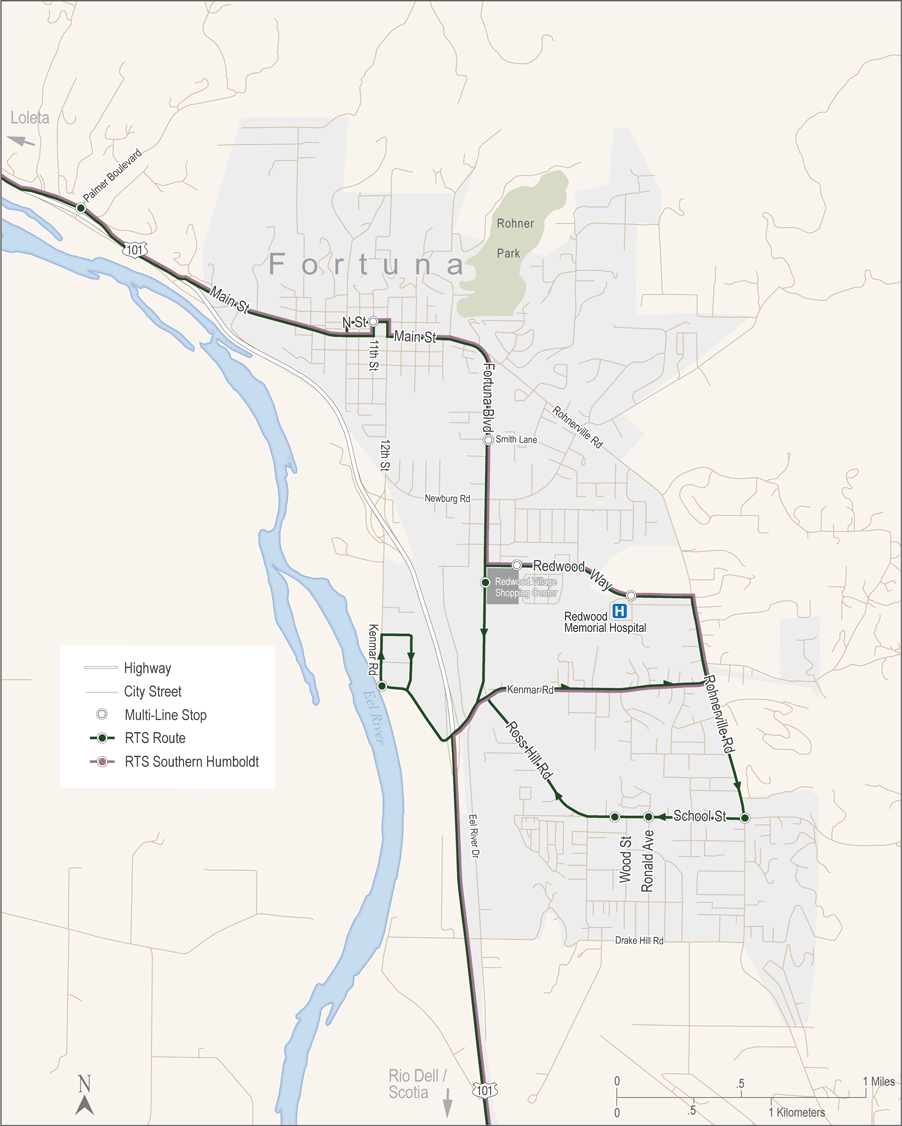 Loleta
Palmer Boulevard
101
Rohner
Park
Fortuna
Main St
N St
Main St
11th St
Fortuna Blvd
Rohnerville Rd
Smith Lane
12th St
Newburg Rd
Redwood Way
Redwood Village
Shopping Center
H
Redwood
Memorial Hospital
Kenmar Rd
Kenmar Rd
Rohnerville Rd
Eel River
Ross Hill Rd
Highway
City Street
Multi-Line Stop
RTS Route
RTS Southern Humboldt
School St
Eel River Dr
Wood St
Ronald Ave
Drake Hill Rd
Rio Dell /
Scotia
101
N
0 .5 1 Miles
0 .5 1 Kilometers